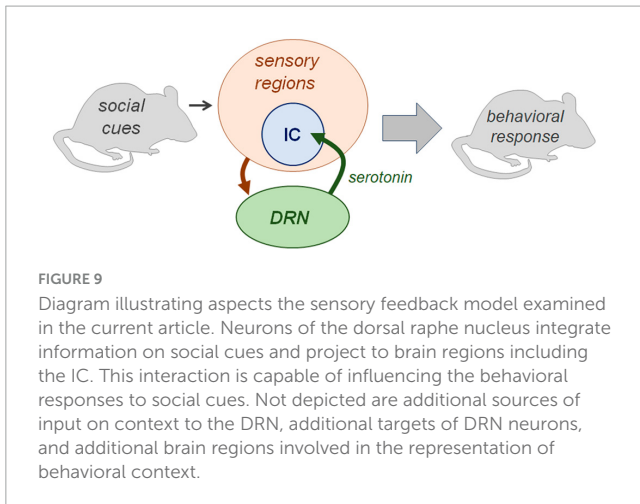 sensory
regions
social
cues
IC
behavioral
response
serotonin
DRN
FIGURE 9
Diagram illustrating aspects the sensory feedback model examined
in the current article. Neurons of the dorsal raphe nucleus integrate
information on social cues and project to brain regions including
the IC. This interaction is capable of influencing the behavioral
responses to social cues. Not depicted are additional sources of
input on context to the DRN, additional targets of DRN neurons,
and additional brain regions involved in the representation of
behavioral context.